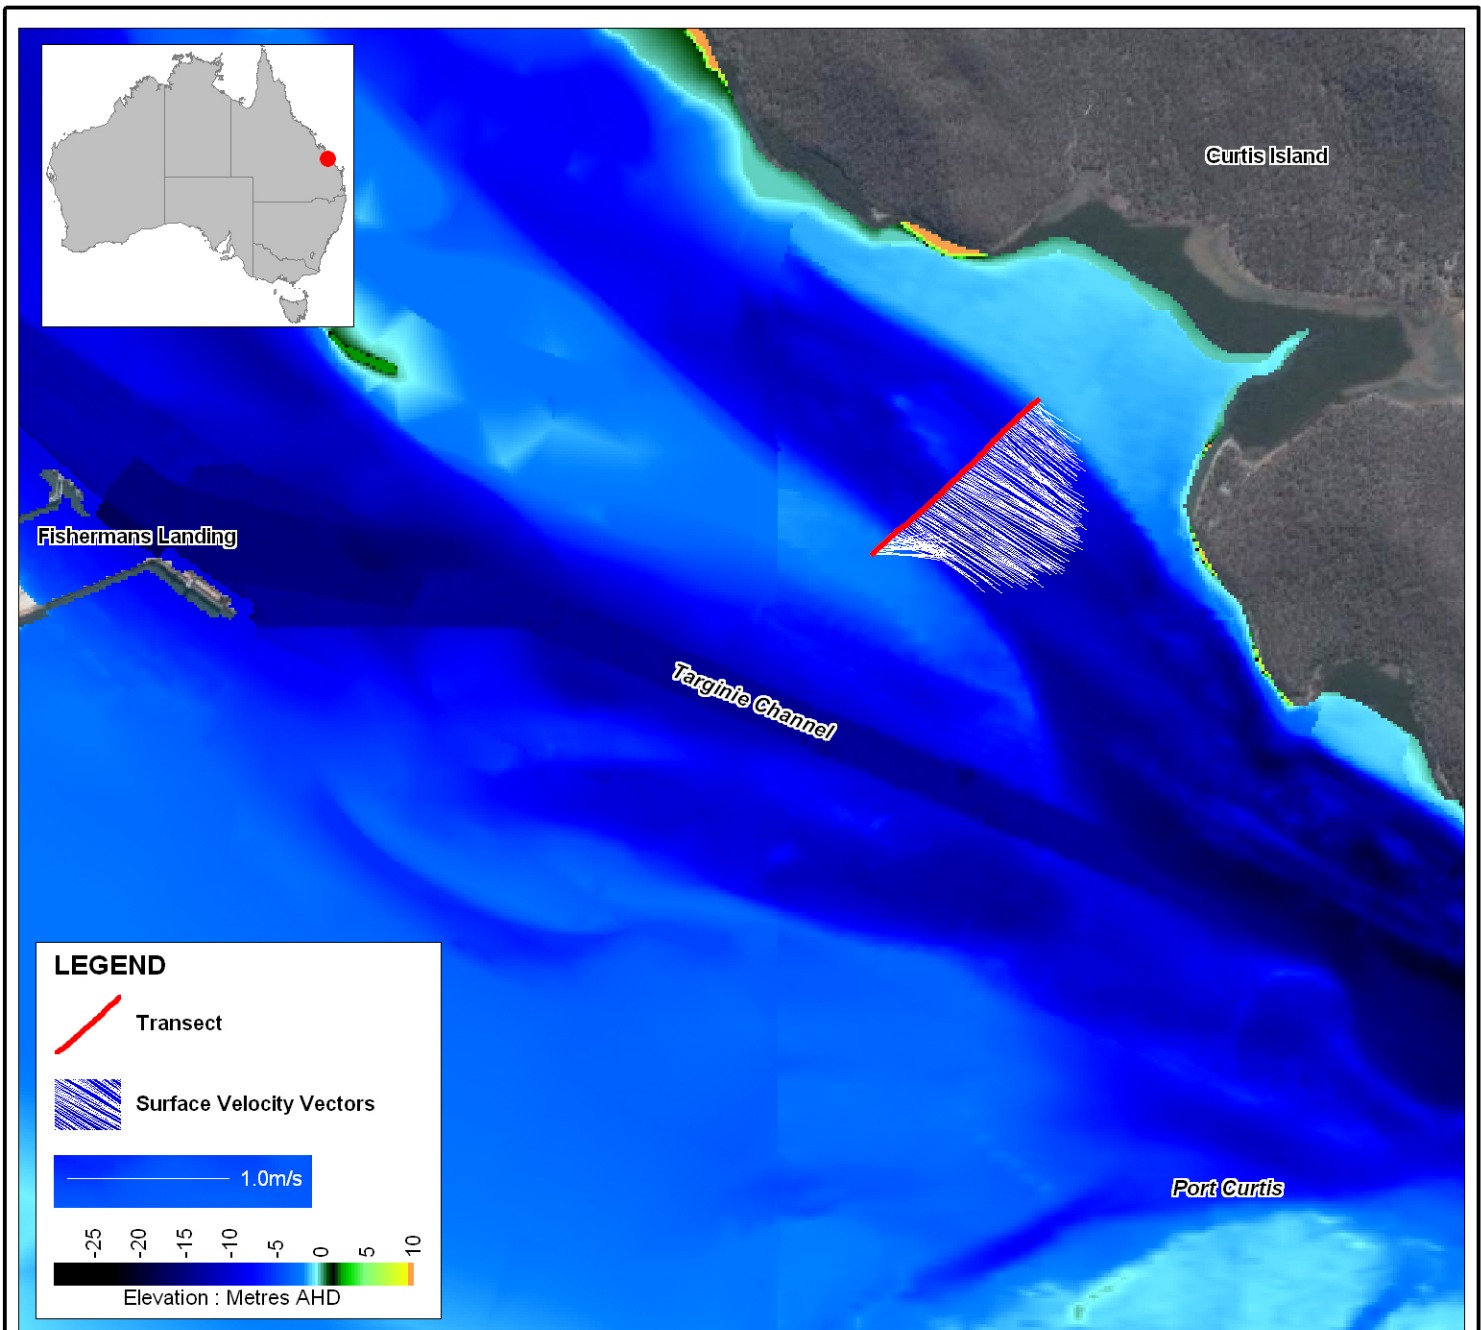 Curtis Island
Fishermans Landing
Targinie Channel
LEGEND
Transect
Surface Velocity Vectors
1.0m/s
-25 -20 -15 -10 -5 0 5 10
Elevation : Metres AHD
Port Curtis